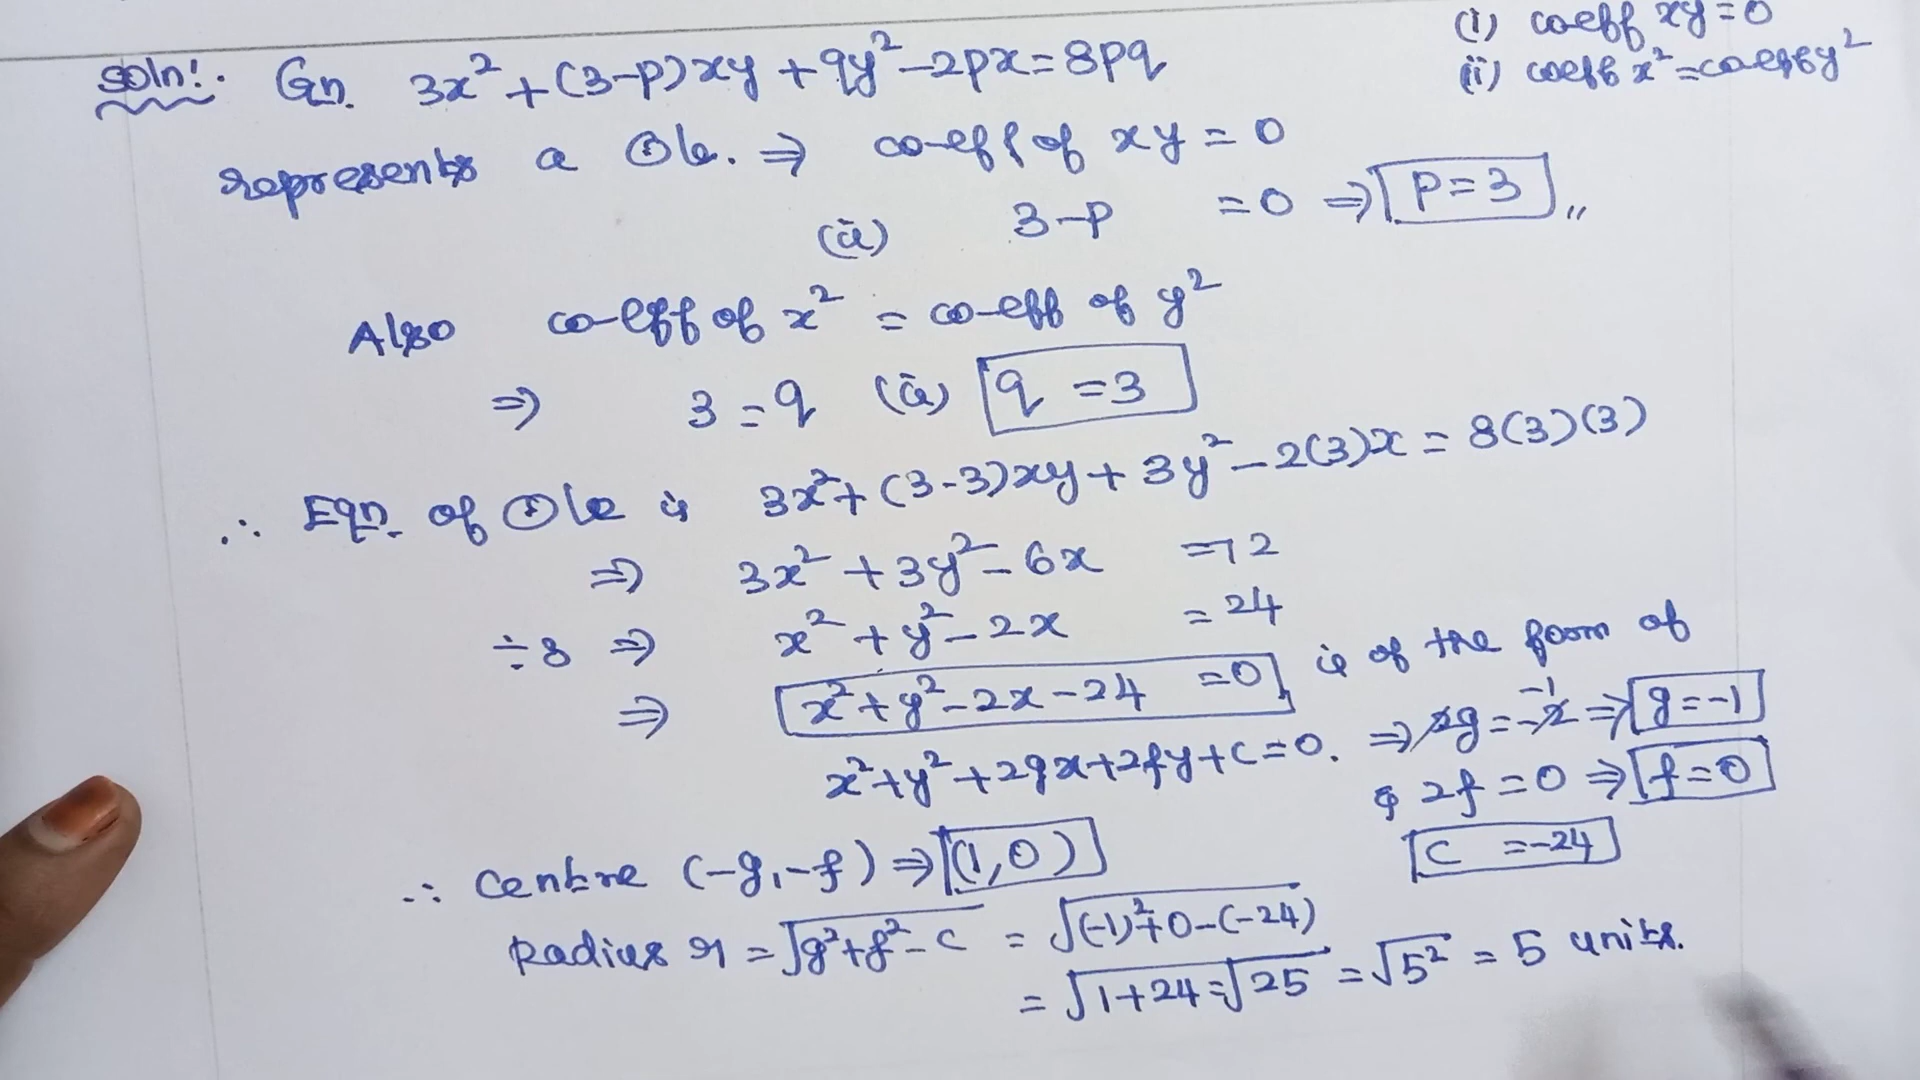 (i) coeff xy = 0
(ii) coeff x² = coeff y²
Soln:. Gn. 3x² + (3-p)xy + qy² - 2px = 8pq
represents a ⊙le. ⇒ co-eff of xy = 0
(ie) 3-p = 0 ⇒ p = 3
Also co-eff of x² = co-eff of y²
⇒ 3 = q (ie) q = 3
∴ Eqn. of ⊙le is 3x² + (3-3)xy + 3y² - 2(3)x = 8(3)(3)
⇒ 3x² + 3y² - 6x = 72
÷3 ⇒ x² + y² - 2x = 24
⇒ x² + y² - 2x - 24 = 0, is of the form of
x² + y² + 2gx + 2fy + c = 0. ⇒ 2g = -2 -1 ⇒ g = -1
& 2f = 0 ⇒ f = 0
c = -24
∴ Centre (-g, -f) ⇒ (1, 0)
Radius r = √g²+f²-c = √(-1)²+0-(-24)
= √1+24 = √25 = √5² = 5 units.